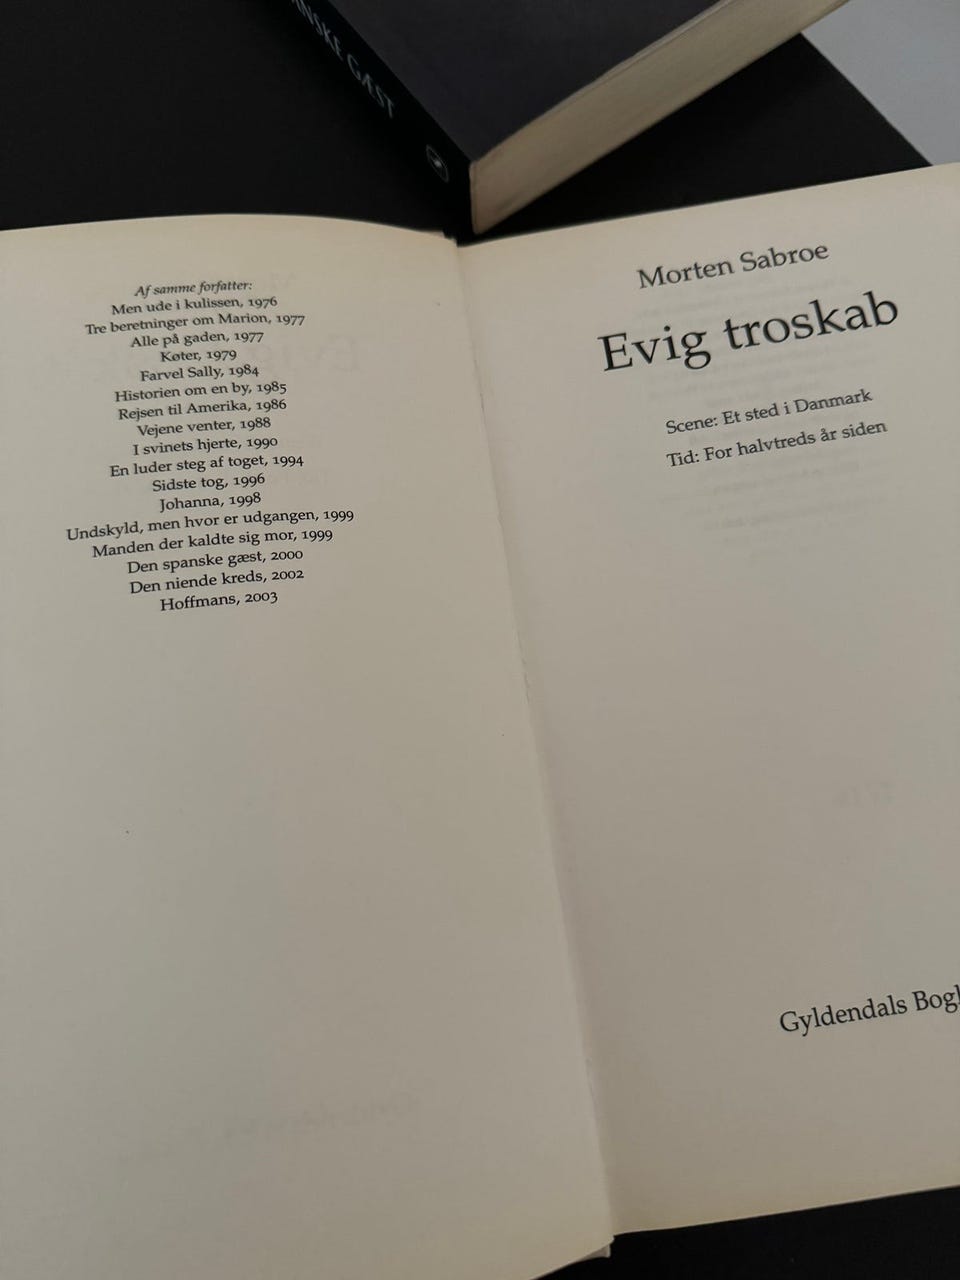 GÆST
Af samme forfatter:
Men ude i kulissen, 1976
Tre beretninger om Marion, 1977
Alle på gaden, 1977
Køter, 1979
Farvel Sally, 1984
Historien om en by, 1985
Rejsen til Amerika, 1986
Vejene venter, 1988
I svinets hjerte, 1990
En luder steg af toget, 1994
Sidste tog, 1996
Johanna, 1998
Undskyld, men hvor er udgangen, 1999
Manden der kaldte sig mor, 1999
Den spanske gæst, 2000
Den niende kreds, 2002
Hoffmans, 2003
Morten Sabroe
Evig troskab
Scene: Et sted i Danmark
Tid: For halvtreds år siden
Gyldendals